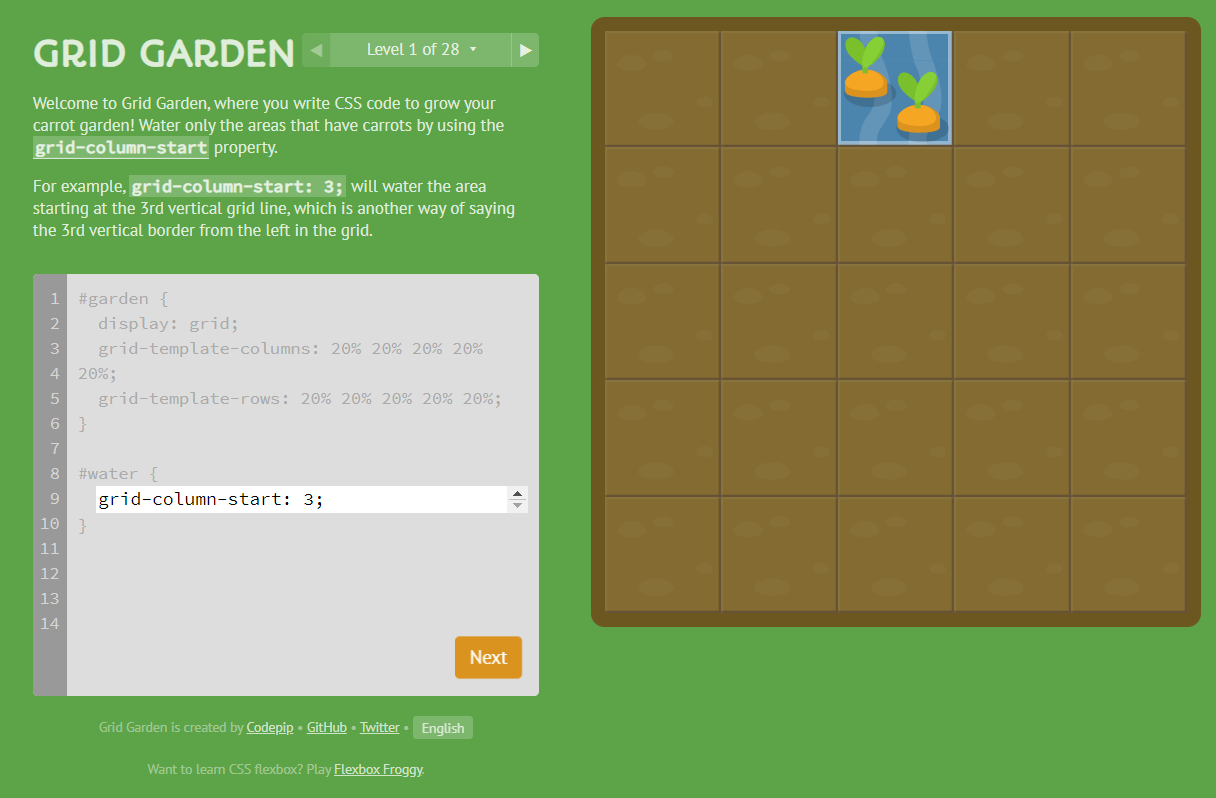 GRID GARDEN
◀ Level 1 of 28 ▾ ▶
Welcome to Grid Garden, where you write CSS code to grow your
carrot garden! Water only the areas that have carrots by using the
grid-column-start property.
For example, grid-column-start: 3; will water the area
starting at the 3rd vertical grid line, which is another way of saying
the 3rd vertical border from the left in the grid.
1 #garden {
2 display: grid;
3 grid-template-columns: 20% 20% 20% 20%
4 20%;
5 grid-template-rows: 20% 20% 20% 20% 20%;
6 }
7
8 #water {
9 grid-column-start: 3;
10 }
11
12
13
14
Next
Grid Garden is created by Codepip • GitHub • Twitter • English
Want to learn CSS flexbox? Play Flexbox Froggy.